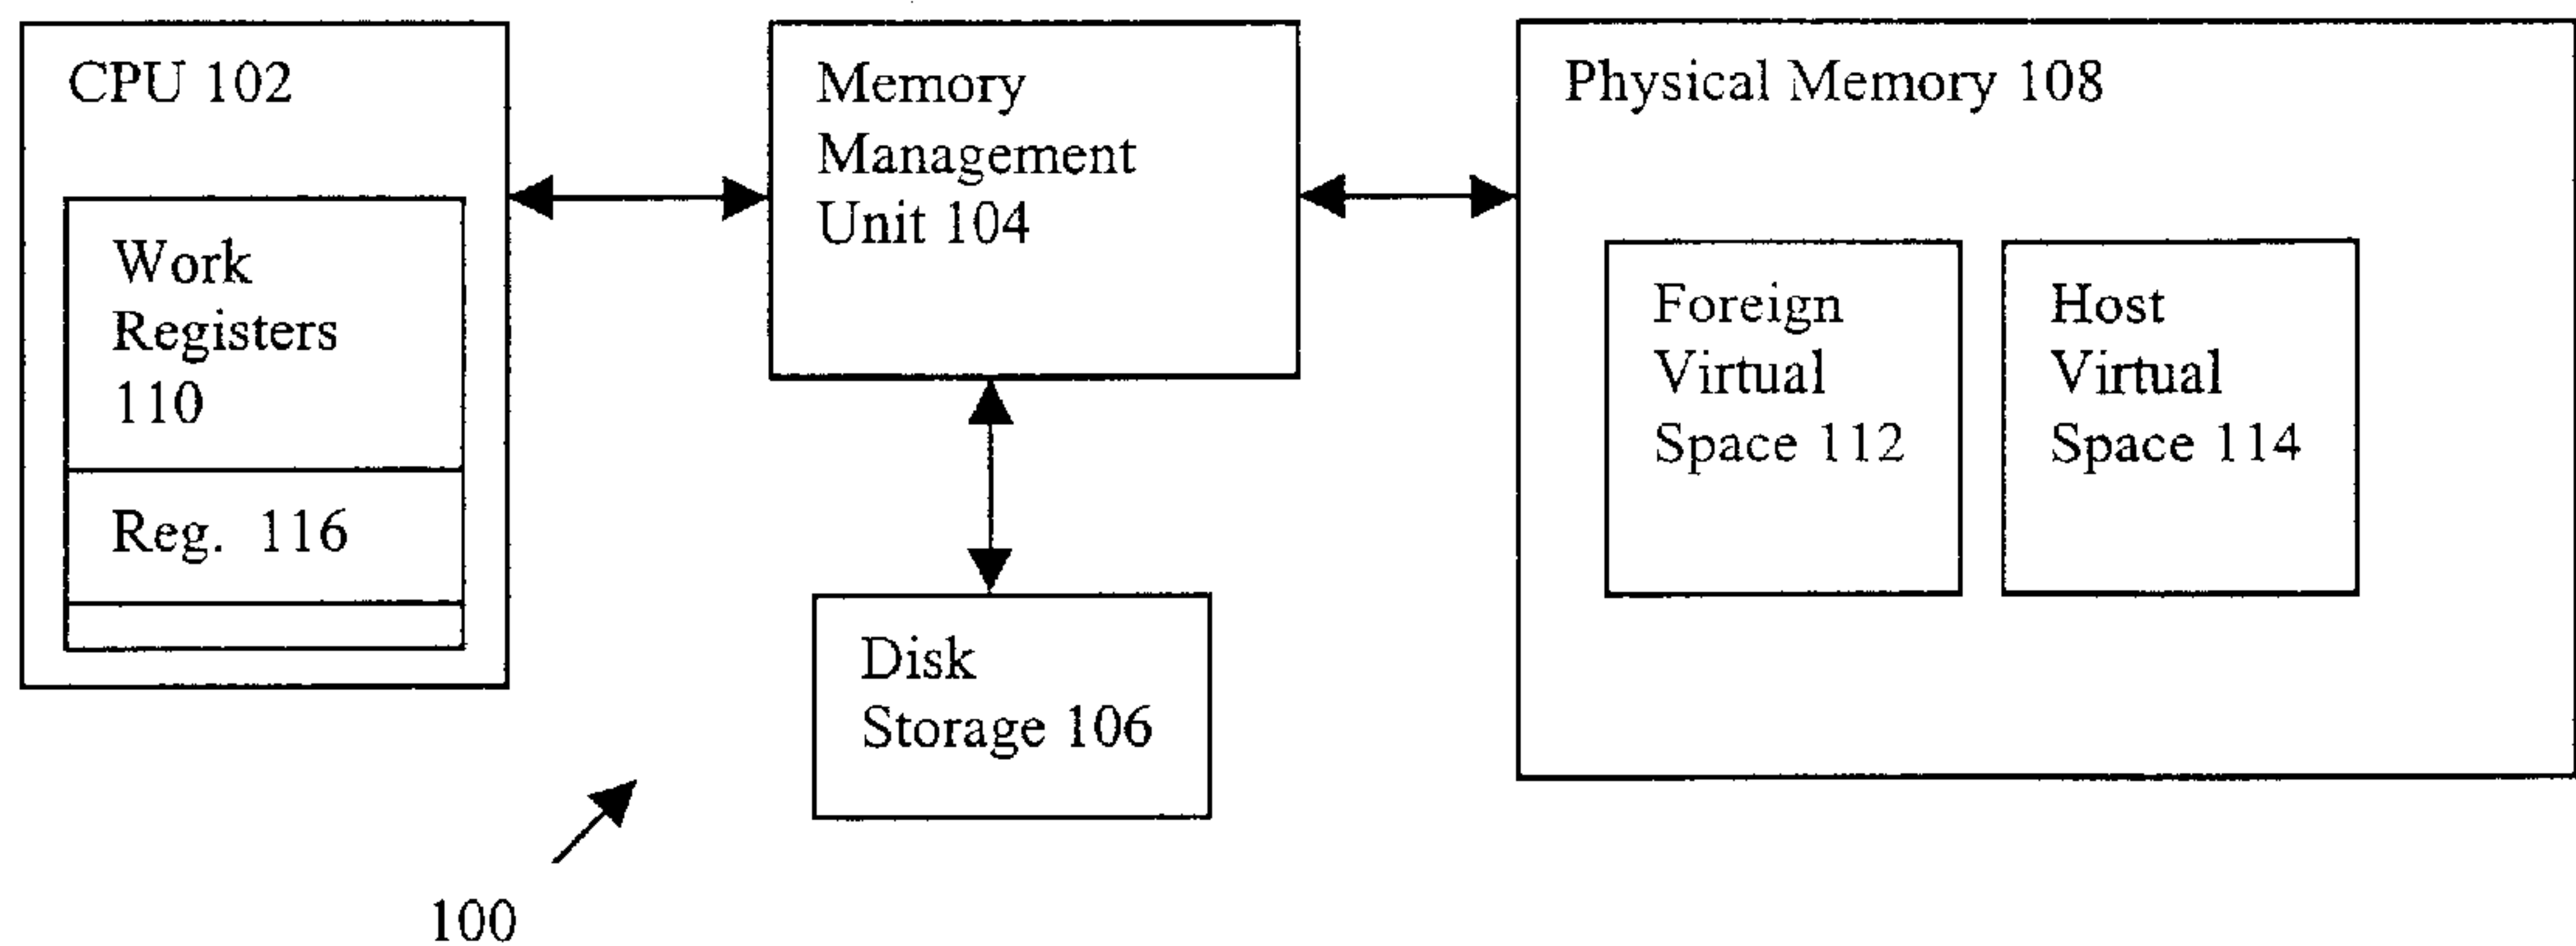 CPU 102
Work
Registers
110
Reg. 116
Memory
Management
Unit 104
Disk
Storage 106
Physical Memory 108
Foreign
Virtual
Space 112
Host
Virtual
Space 114
100